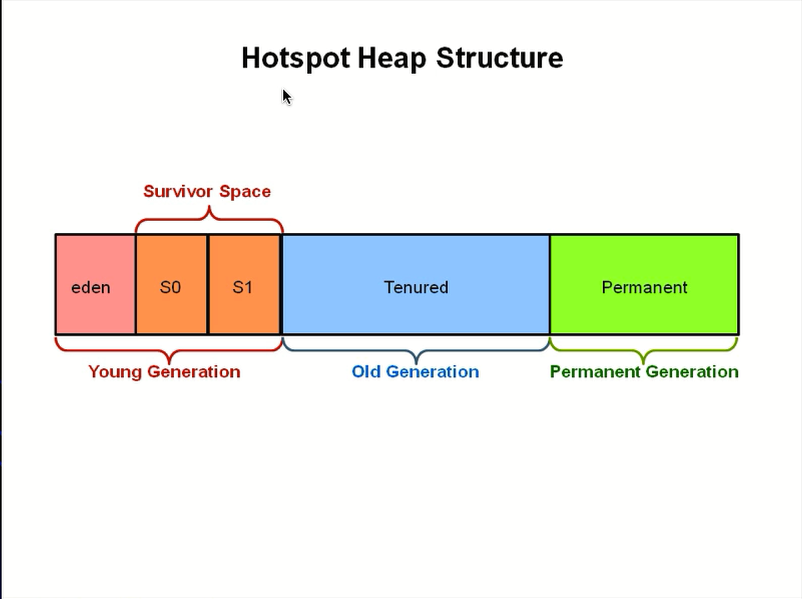 Hotspot Heap Structure
Survivor Space
eden S0 S1 Tenured Permanent
Young Generation Old Generation Permanent Generation